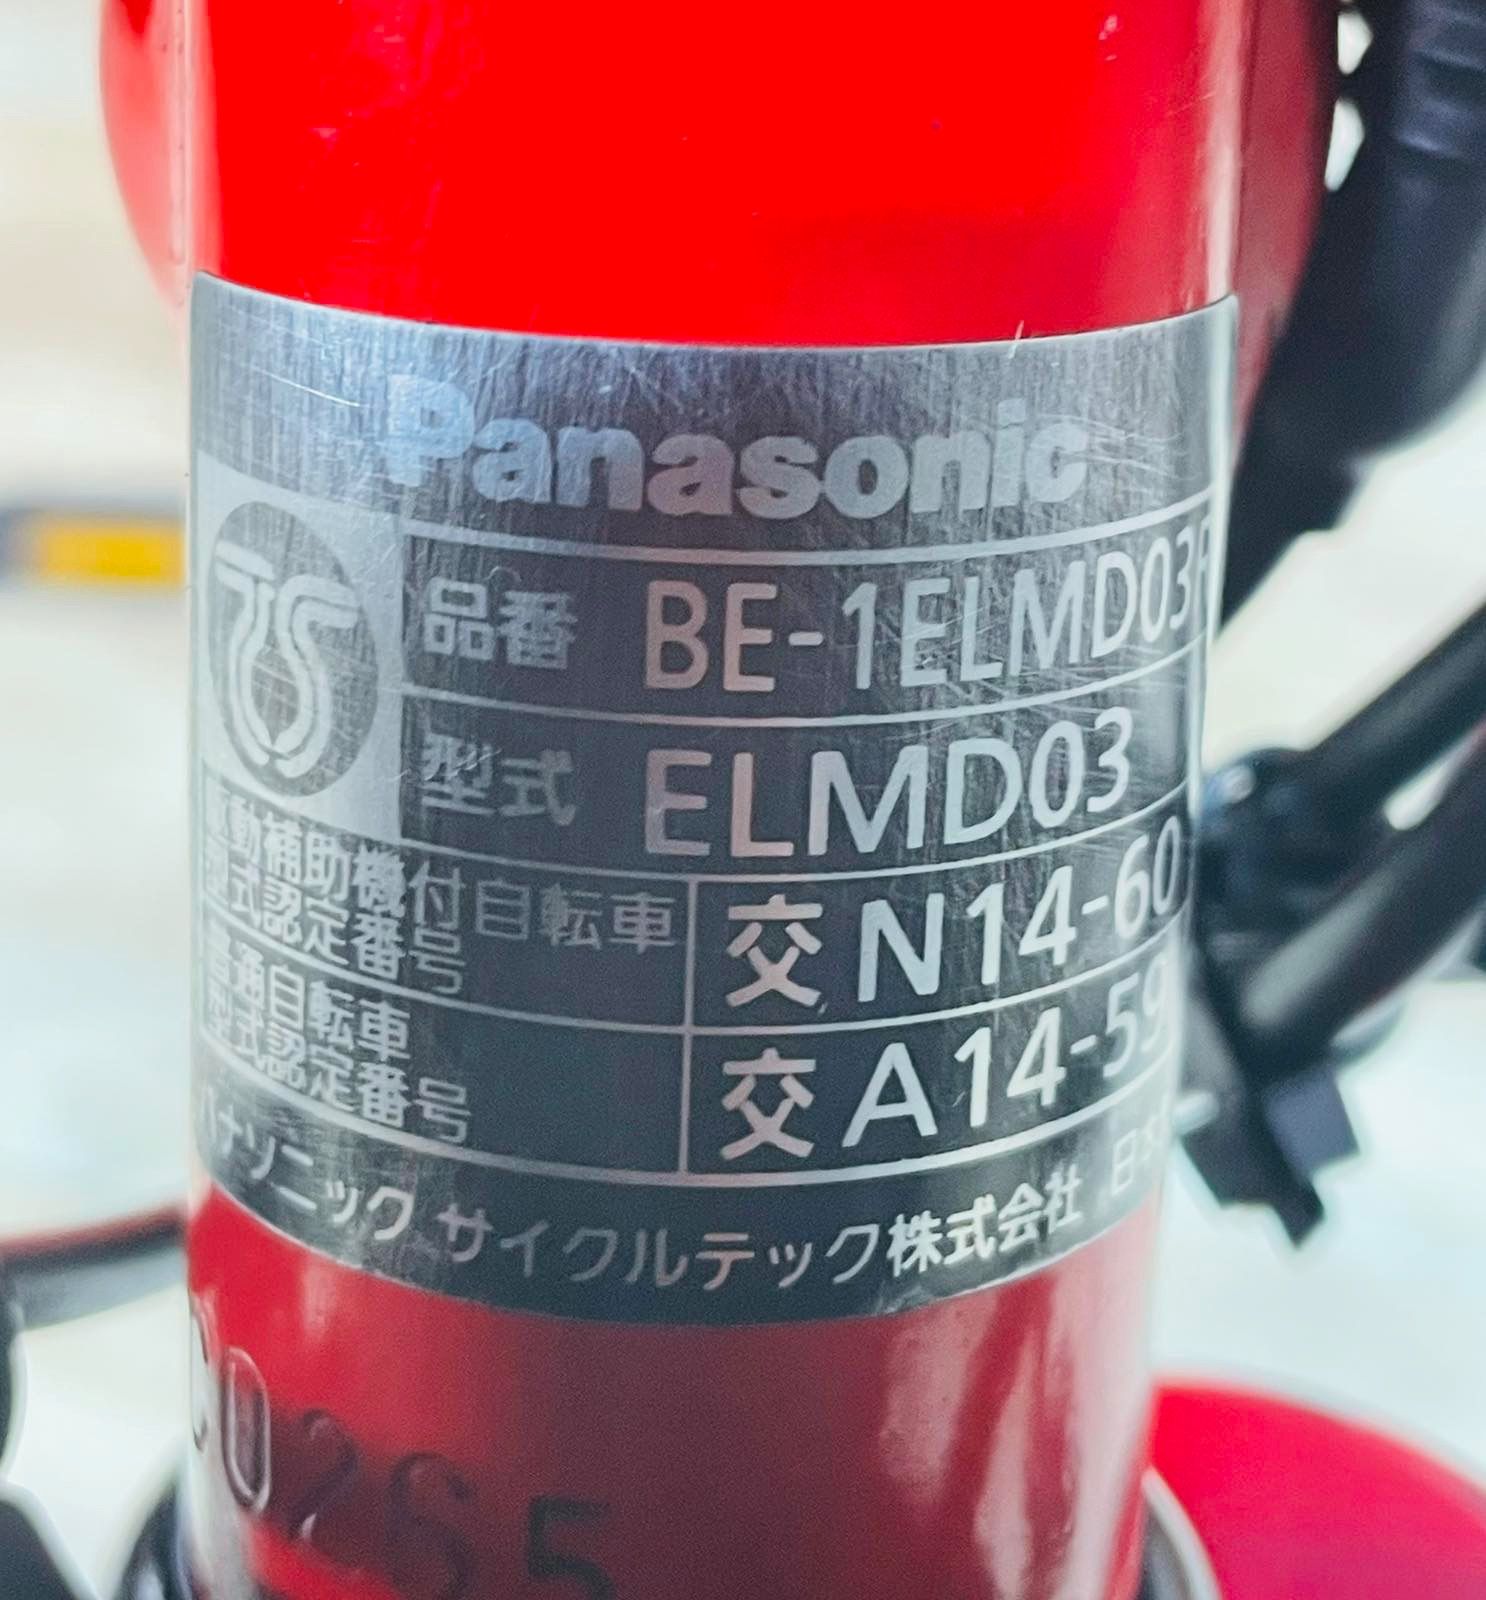 Panasonic
TS
品番 BE-1ELMD03
型式 ELMD03
駆動補助機付自転車
型式認定番号
交N14-60
普通自転車
型式認定番号
交A14-59
パナソニック サイクルテック株式会社
0265